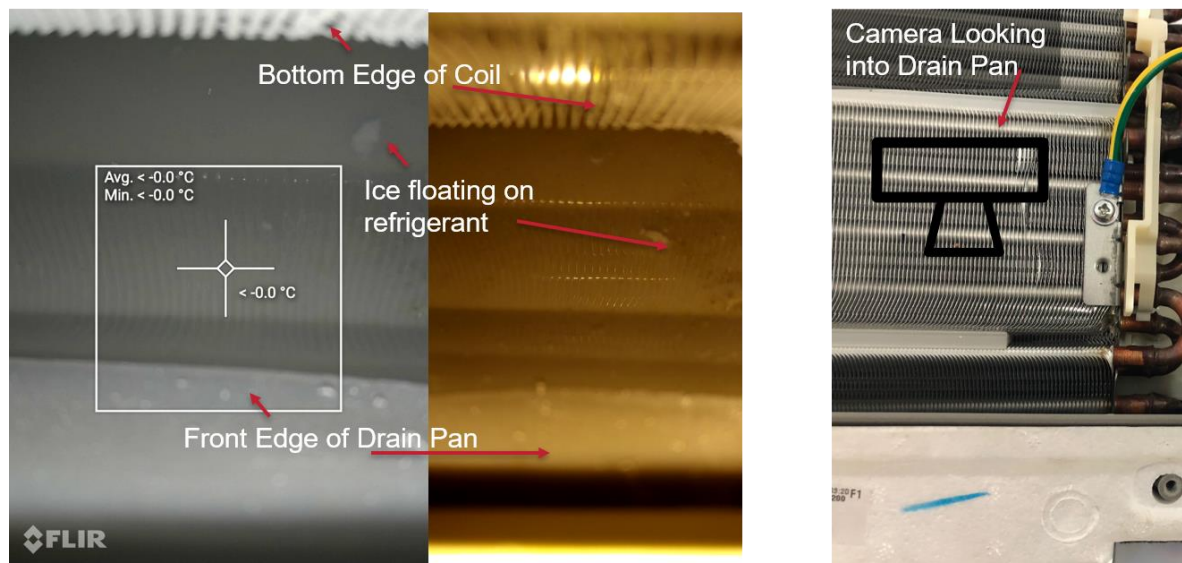 Bottom Edge of Coil
Avg. < -0.0 °C
Min. < -0.0 °C
Ice floating on
refrigerant
< -0.0 °C
Front Edge of Drain Pan
FLIR
Camera Looking
into Drain Pan
F1